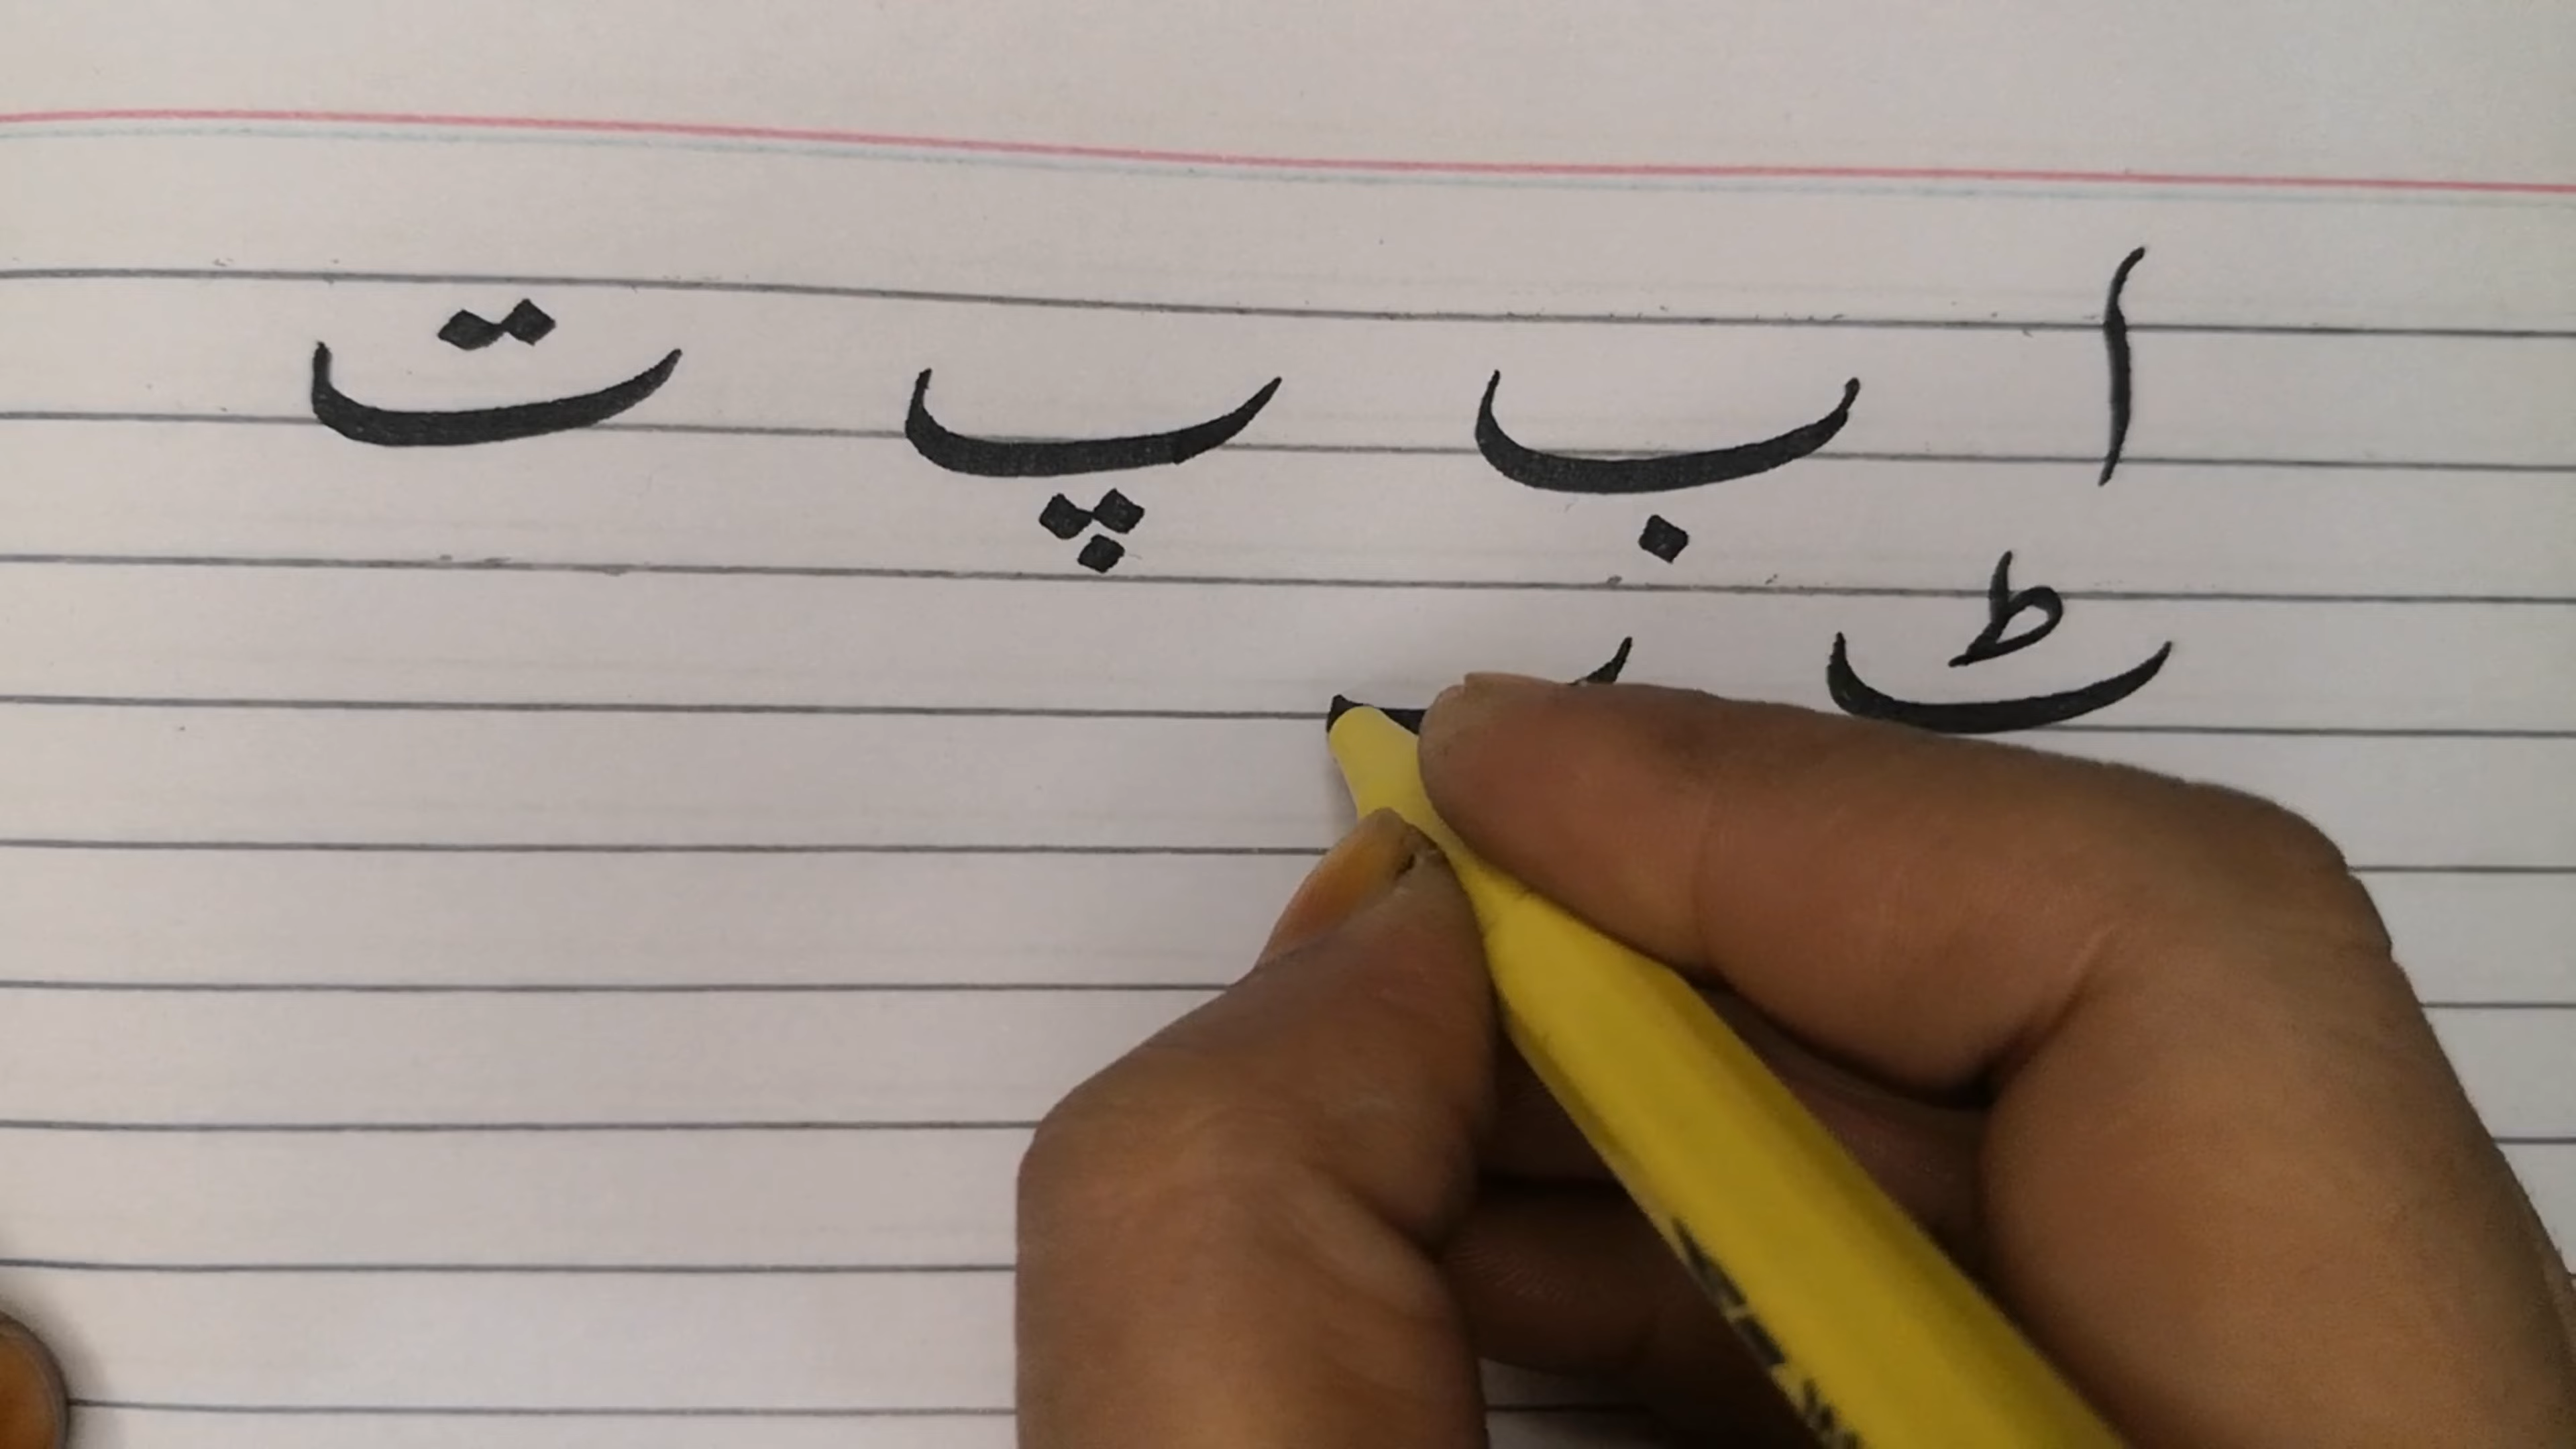 ا ب پ ت
ٹ